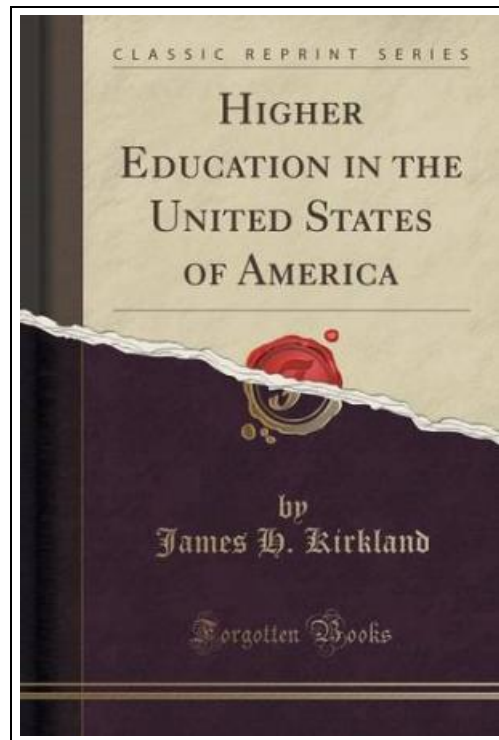 CLASSIC REPRINT SERIES
HIGHER
EDUCATION IN THE
UNITED STATES
OF AMERICA
by
James H. Kirkland
Forgotten Books